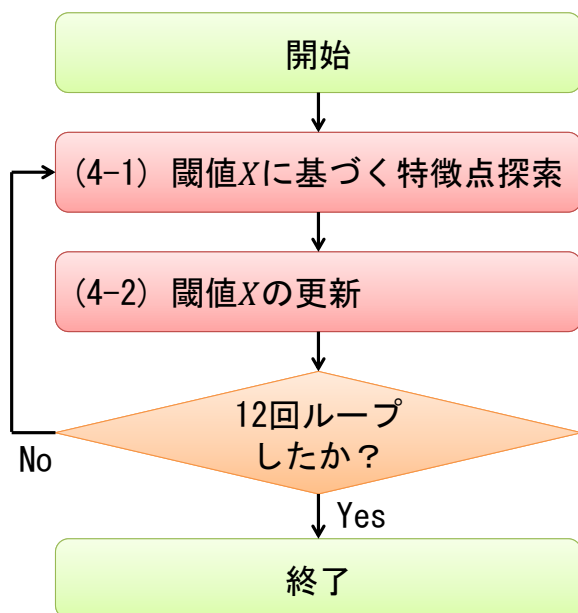 開始
(4-1) 閾値Xに基づく特徴点探索
(4-2) 閾値Xの更新
12回ループ
したか？
No
Yes
終了